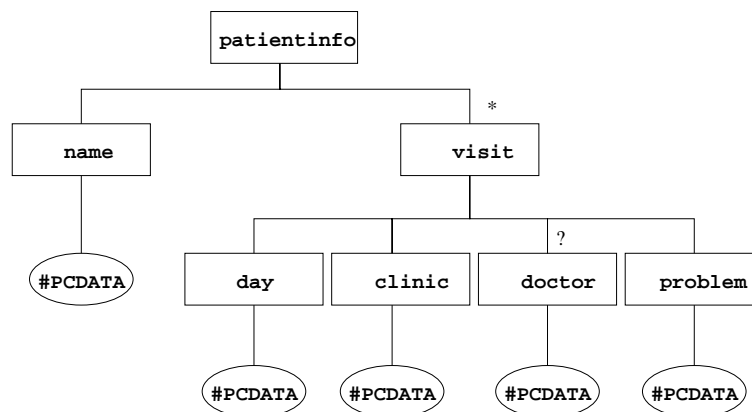 patientinfo
*
name
visit
?
#PCDATA
day
clinic
doctor
problem
#PCDATA
#PCDATA
#PCDATA
#PCDATA